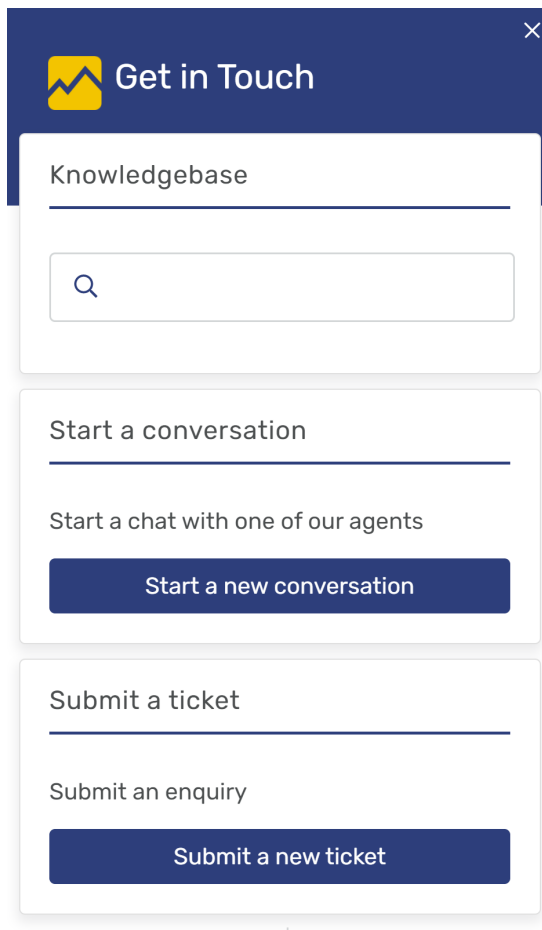 Get in Touch
Knowledgebase
Start a conversation
Start a chat with one of our agents
Start a new conversation
Submit a ticket
Submit an enquiry
Submit a new ticket